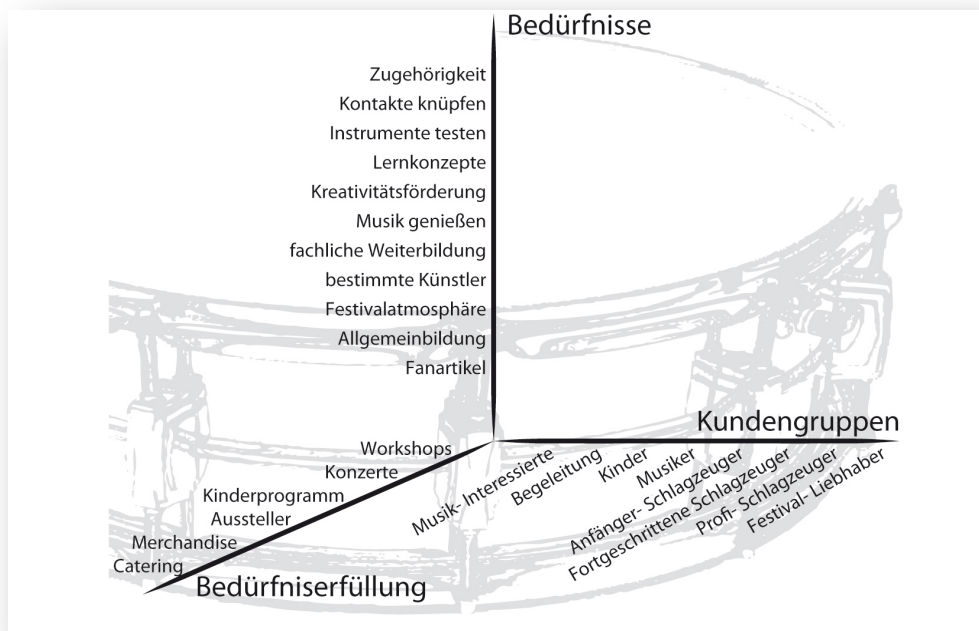 Bedürfnisse
Zugehörigkeit
Kontakte knüpfen
Instrumente testen
Lernkonzepte
Kreativitätsförderung
Musik genießen
fachliche Weiterbildung
bestimmte Künstler
Festivalatmosphäre
Allgemeinbildung
Fanartikel
Kundengruppen
Musik- Interessierte
Begeleitung
Kinder
Musiker
Anfänger- Schlagzeuger
Fortgeschrittene Schlagzeuger
Profi- Schlagzeuger
Festival- Liebhaber
Workshops
Konzerte
Kinderprogramm
Aussteller
Merchandise
Catering
Bedürfniserfüllung